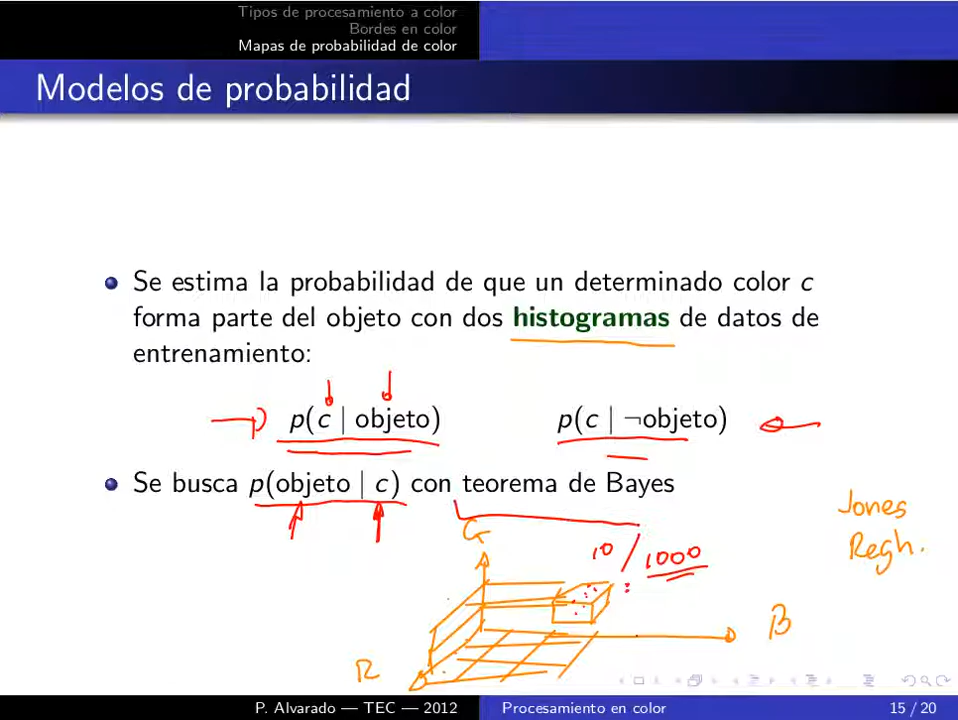 Tipos de procesamiento a color
Bordes en color
Mapas de probabilidad de color
Modelos de probabilidad
Se estima la probabilidad de que un determinado color c
forma parte del objeto con dos histogramas de datos de
entrenamiento:
p(c | objeto) p(c | ¬objeto)
Se busca p(objeto | c) con teorema de Bayes
Jones
Regh.
G
10 / 1000
B
R
P. Alvarado — TEC — 2012 Procesamiento en color 15 / 20